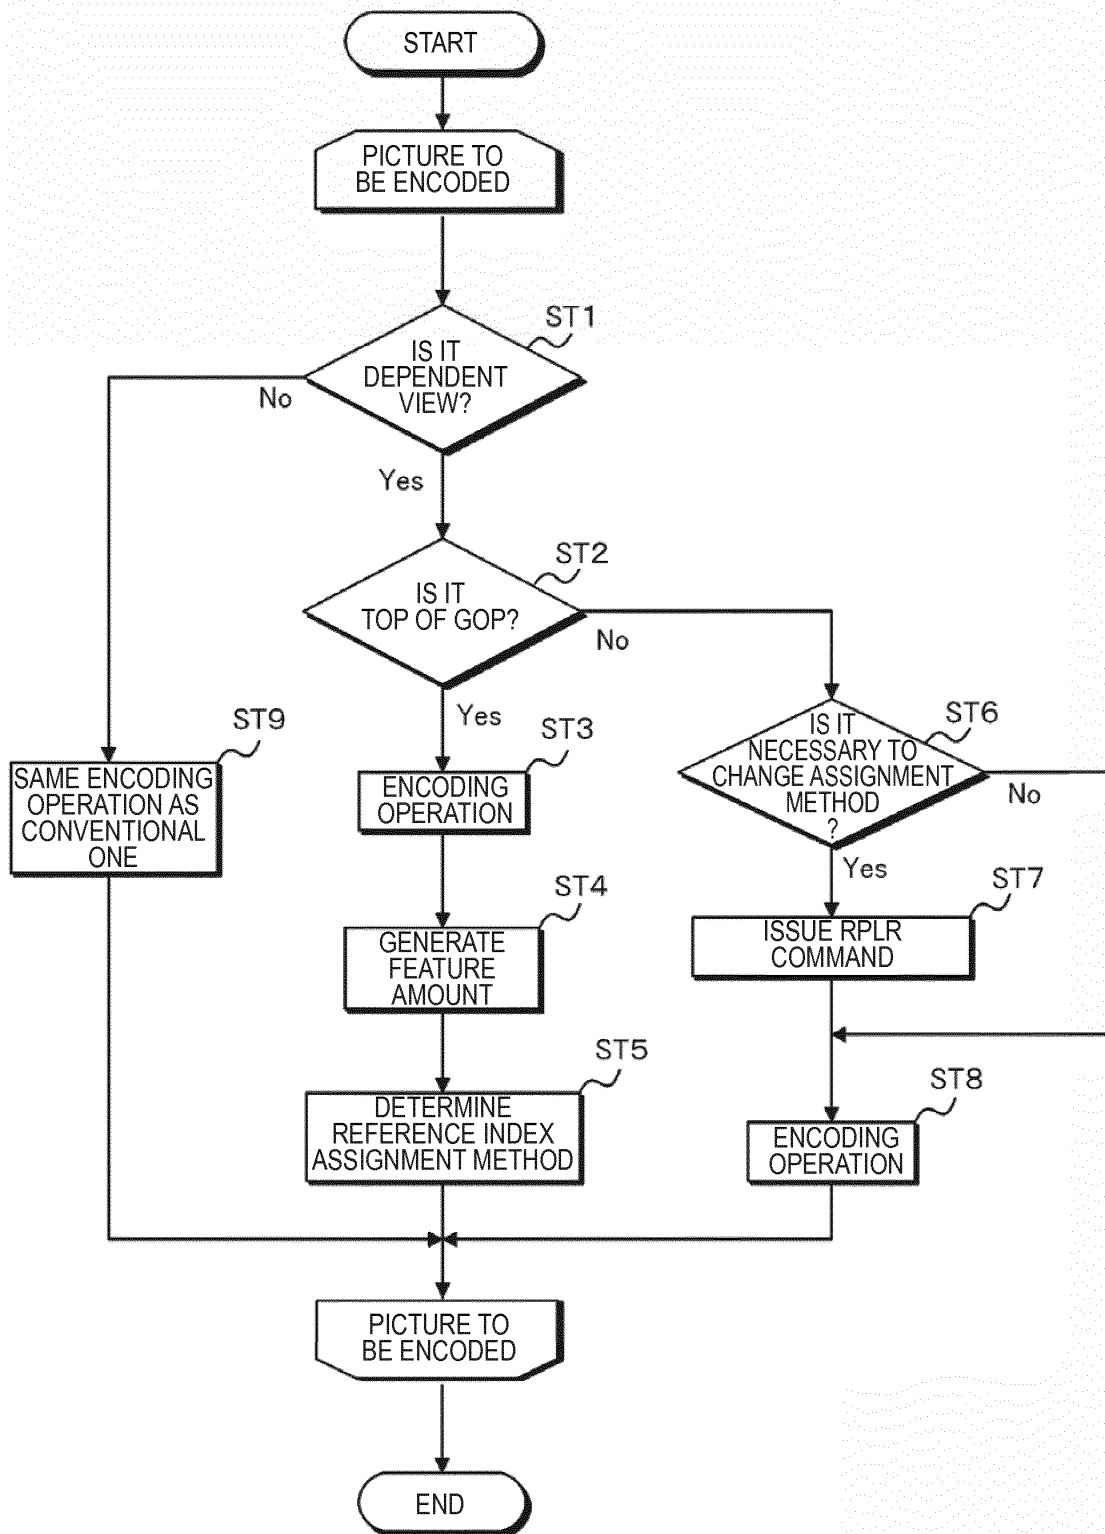 START
PICTURE TO
BE ENCODED
ST1
IS IT
DEPENDENT
VIEW?
No
Yes
ST2
IS IT
TOP OF GOP?
No
Yes
ST9
SAME ENCODING
OPERATION AS
CONVENTIONAL
ONE
ST3
ENCODING
OPERATION
ST6
IS IT
NECESSARY TO
CHANGE ASSIGNMENT
METHOD
?
No
Yes
ST4
GENERATE
FEATURE
AMOUNT
ST7
ISSUE RPLR
COMMAND
ST5
DETERMINE
REFERENCE INDEX
ASSIGNMENT METHOD
ST8
ENCODING
OPERATION
PICTURE TO
BE ENCODED
END